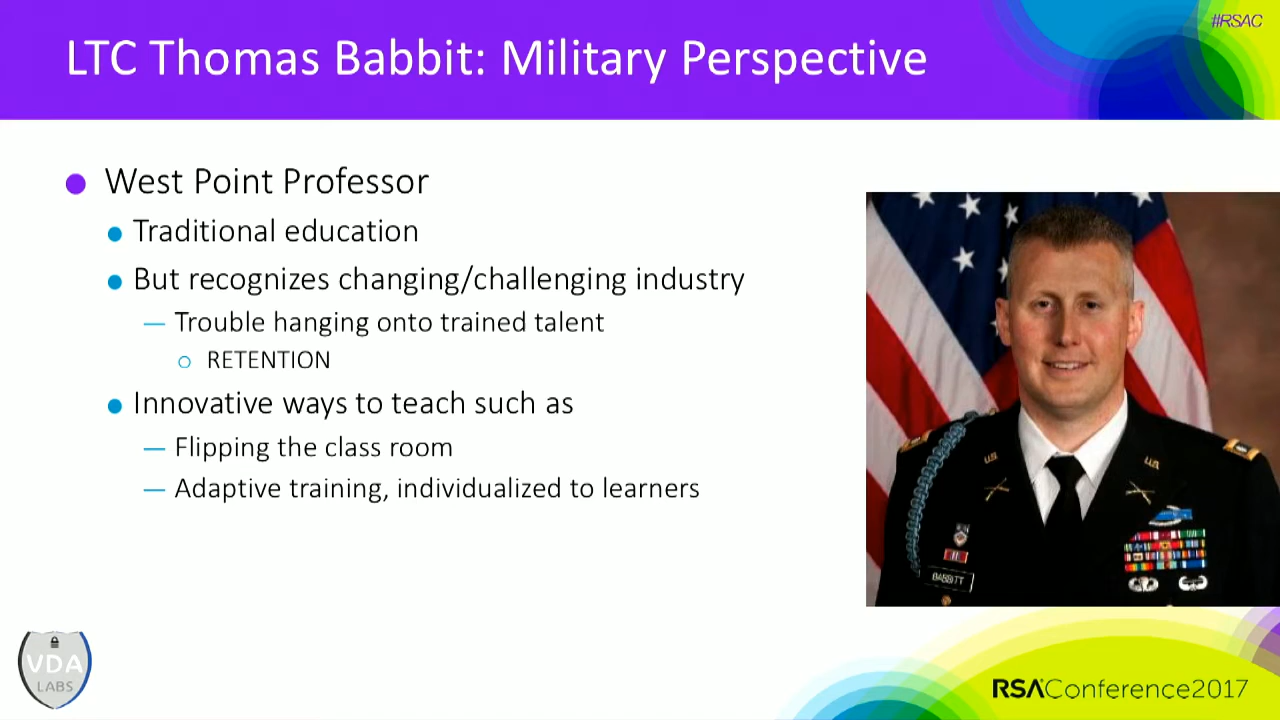 #RSAC
LTC Thomas Babbit: Military Perspective
West Point Professor
Traditional education
But recognizes changing/challenging industry
— Trouble hanging onto trained talent
RETENTION
Innovative ways to teach such as
— Flipping the class room
— Adaptive training, individualized to learners
U.S.
U.S.
BABBITT
VDA
LABS
RSAConference2017